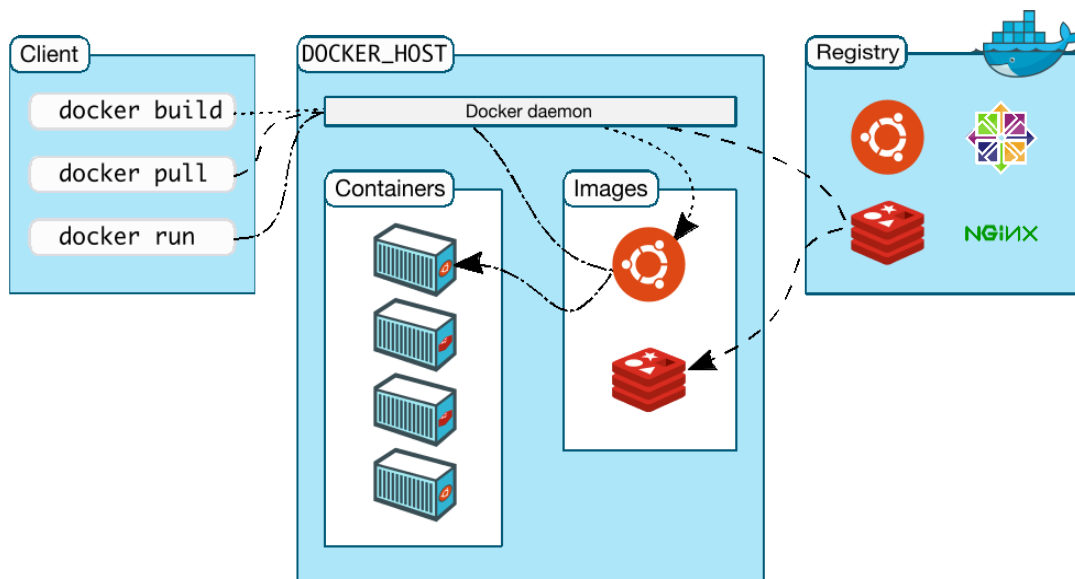 Client
docker build
docker pull
docker run
DOCKER_HOST
Docker daemon
Containers
Images
Registry
NGiNX